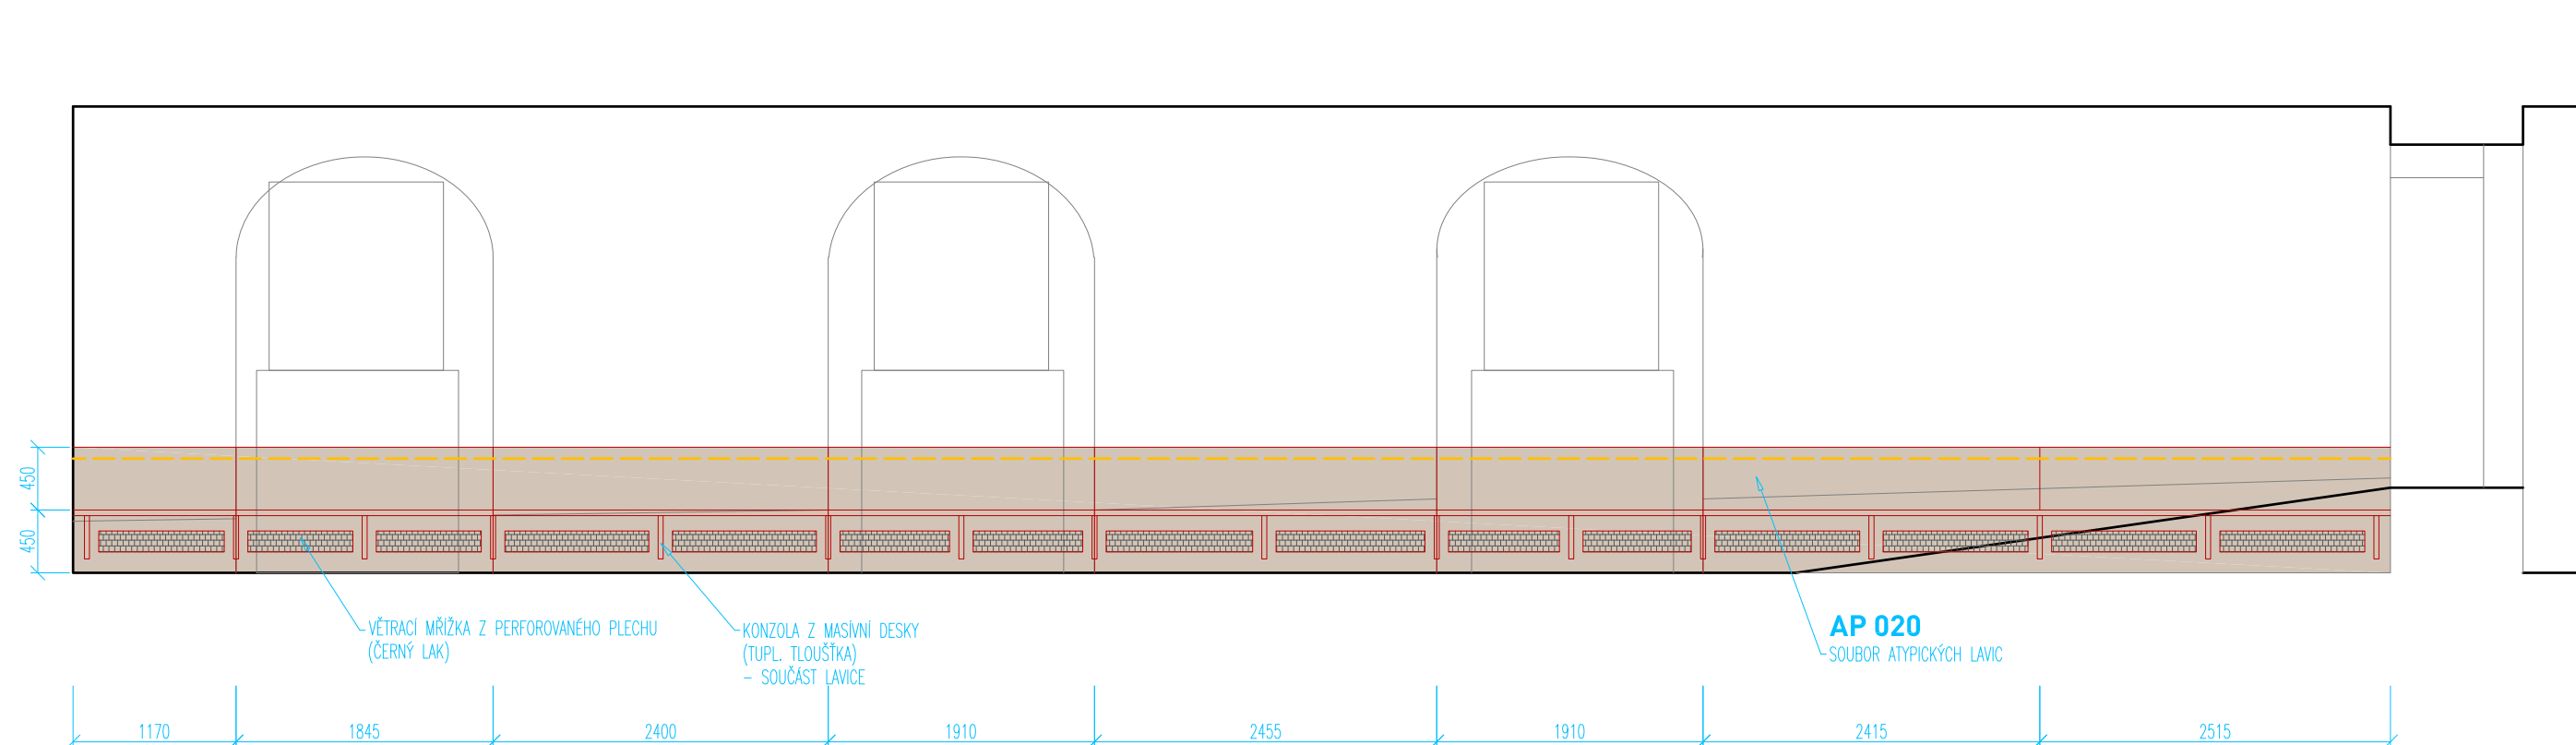 450
450
VĚTRACÍ MŘÍŽKA Z PERFOROVANÉHO PLECHU
(ČERNÝ LAK)
KONZOLA Z MASÍVNÍ DESKY
(TUPL. TLOUŠŤKA)
– SOUČÁST LAVICE
AP 020
SOUBOR ATYPICKÝCH LAVIC
1170 1845 2400 1910 2455 1910 2415 2515